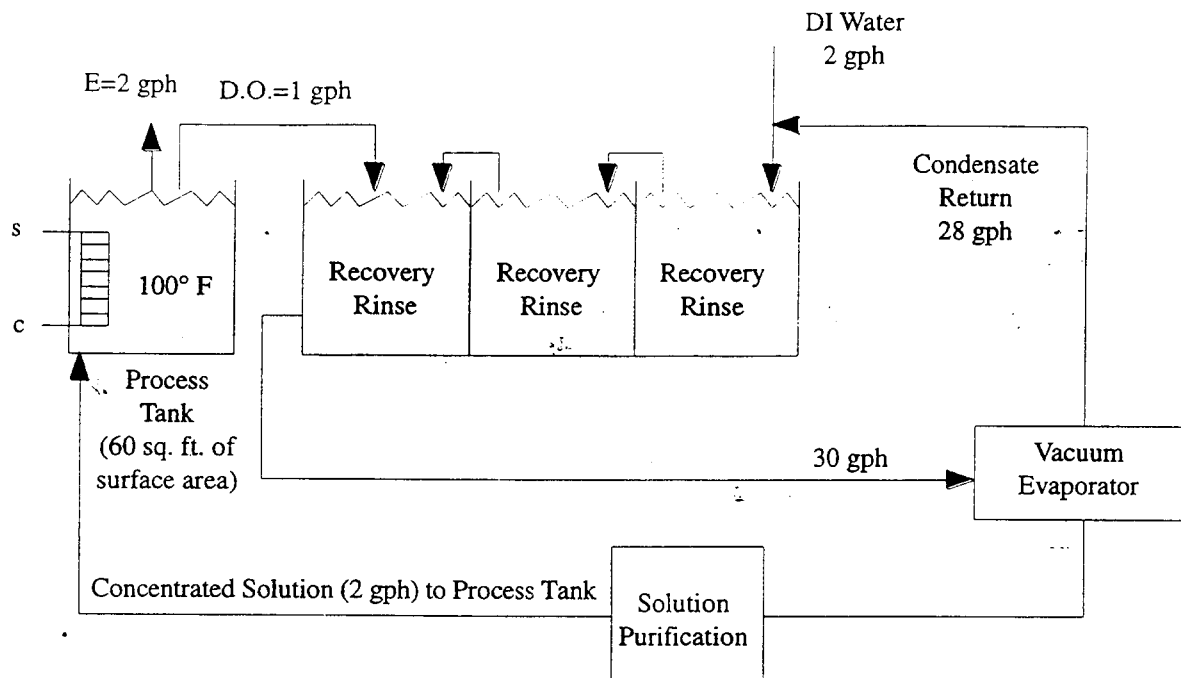 DI Water
2 gph
E=2 gph
D.O.=1 gph
Condensate
Return
28 gph
s
100° F
c
Recovery
Rinse
Recovery
Rinse
Recovery
Rinse
Process
Tank
(60 sq. ft. of
surface area)
30 gph
Vacuum
Evaporator
Concentrated Solution (2 gph) to Process Tank
Solution
Purification